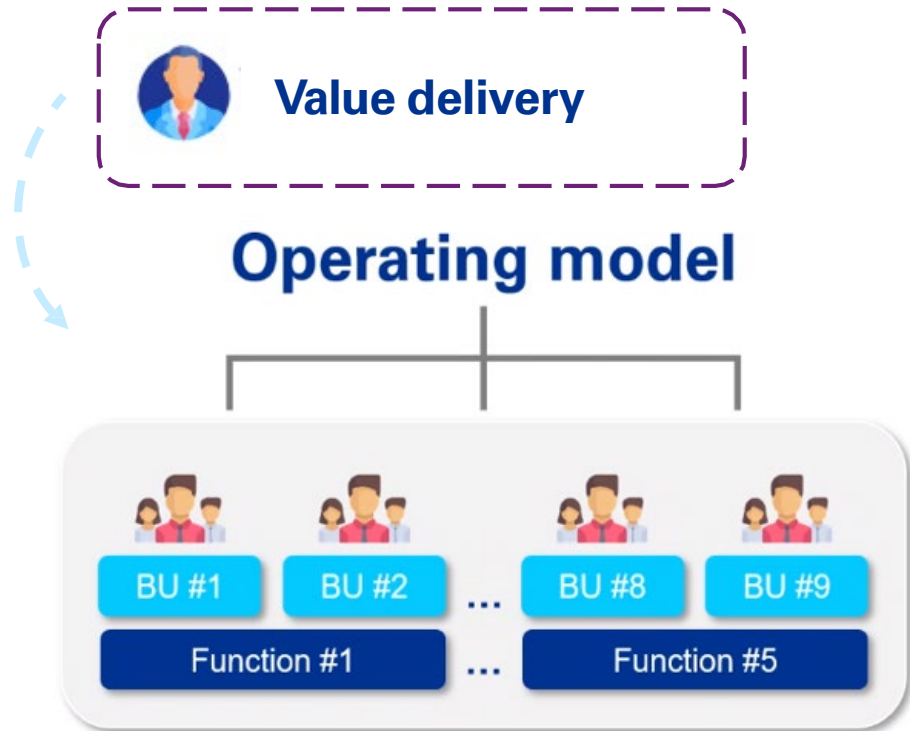 Value delivery
Operating model
BU #1 BU #2 ... BU #8 BU #9
Function #1 ... Function #5